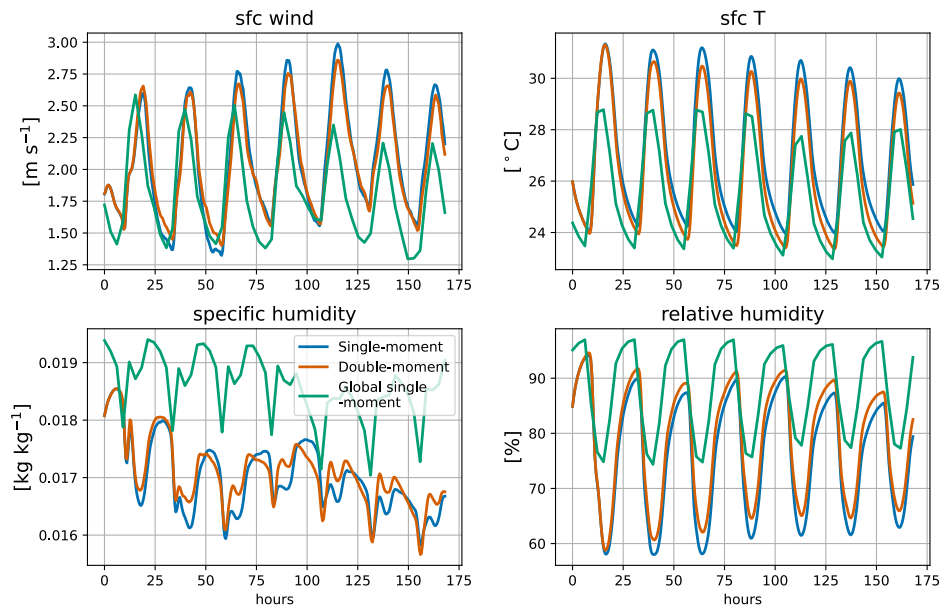 sfc wind
sfc T
[m s⁻¹]
3.00
2.75
2.50
2.25
2.00
1.75
1.50
1.25
0 25 50 75 100 125 150 175
[°C]
30
28
26
24
0 25 50 75 100 125 150 175
specific humidity
relative humidity
[kg kg⁻¹]
0.019
0.018
0.017
0.016
Single-moment
Double-moment
Global single
-moment
0 25 50 75 100 125 150 175
hours
[%]
90
80
70
60
0 25 50 75 100 125 150 175
hours